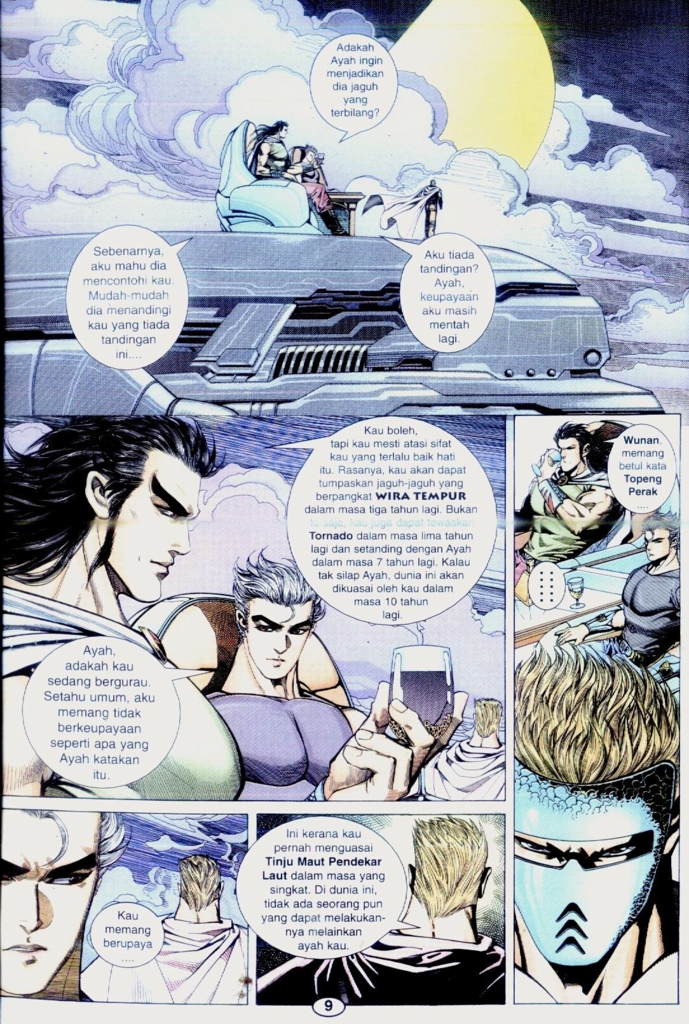 Adakah
Ayah ingin
menjadikan
dia jaguh
yang
terbilang?
Sebenarnya,
aku mahu dia
mencontohi kau.
Mudah-mudah
dia menandingi
kau yang tiada
tandingan
ini....
Aku tiada
tandingan?
Ayah,
keupayaan
aku masih
mentah
lagi.
Kau boleh,
tapi kau mesti atasi sifat
kau yang terlalu baik hati
itu. Rasanya, kau akan dapat
tumpaskan jaguh-jaguh yang
berpangkat WIRA TEMPUR
dalam masa tiga tahun lagi. Bukan
itu saja, kau juga dapat tewaskan
Tornado dalam masa lima tahun
lagi dan setanding dengan Ayah
dalam masa 7 tahun lagi. Kalau
tak silap Ayah, dunia ini akan
dikuasai oleh kau dalam
masa 10 tahun
lagi.
Ayah,
adakah kau
sedang bergurau.
Setahu umum, aku
memang tidak
berkeupayaan
seperti apa yang
Ayah katakan
itu.
Wunan,
memang
betul kata
Topeng
Perak
....
Kau
memang
berupaya
Ini kerana kau
pernah menguasai
Tinju Maut Pendekar
Laut dalam masa yang
singkat. Di dunia ini,
tidak ada seorang pun
yang dapat melakukan-
nya melainkan
ayah kau.
9